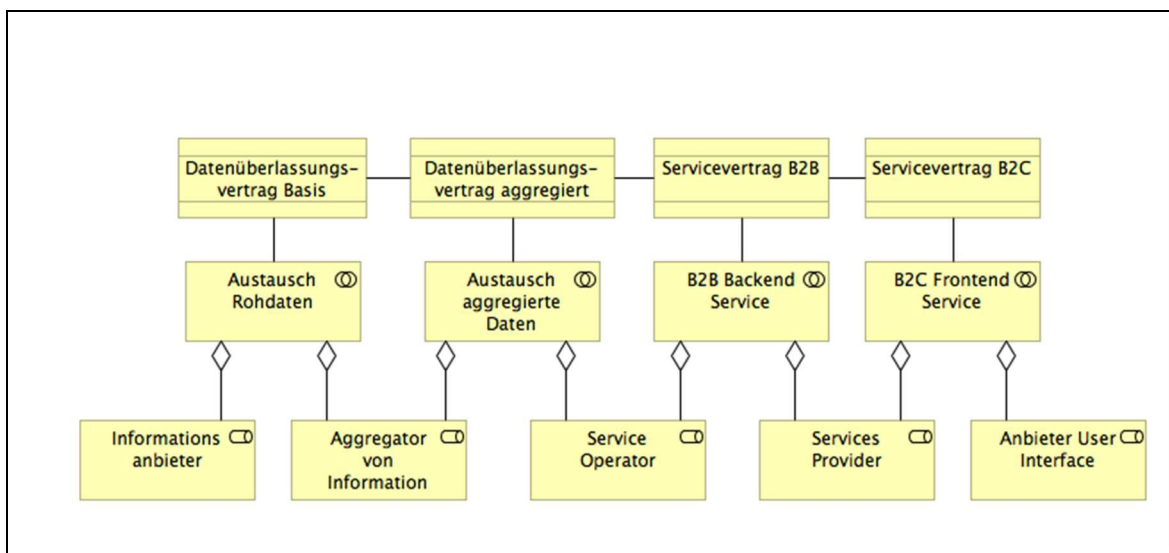 Datenüberlassungs-
vertrag Basis
Datenüberlassungs-
vertrag aggregiert
Servicevertrag B2B
Servicevertrag B2C
Austausch
Rohdaten
Austausch
aggregierte
Daten
B2B Backend
Service
B2C Frontend
Service
Informations
anbieter
Aggregator
von
Information
Service
Operator
Services
Provider
Anbieter User
Interface